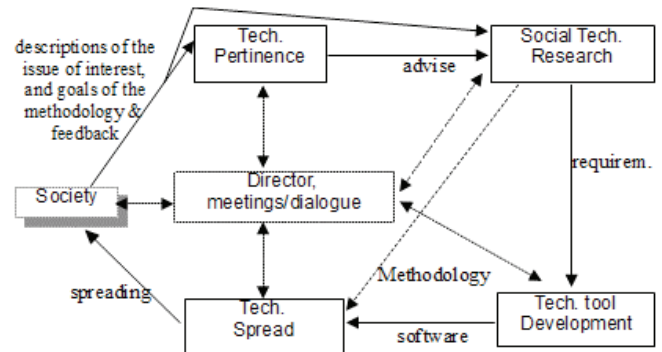 descriptions of the
issue of interest,
and goals of the
methodology &
feedback
Tech.
Pertinence
advise
Social Tech.
Research
requirem.
Society
Director,
meetings/dialogue
Methodology
spreading
Tech.
Spread
software
Tech. tool
Development